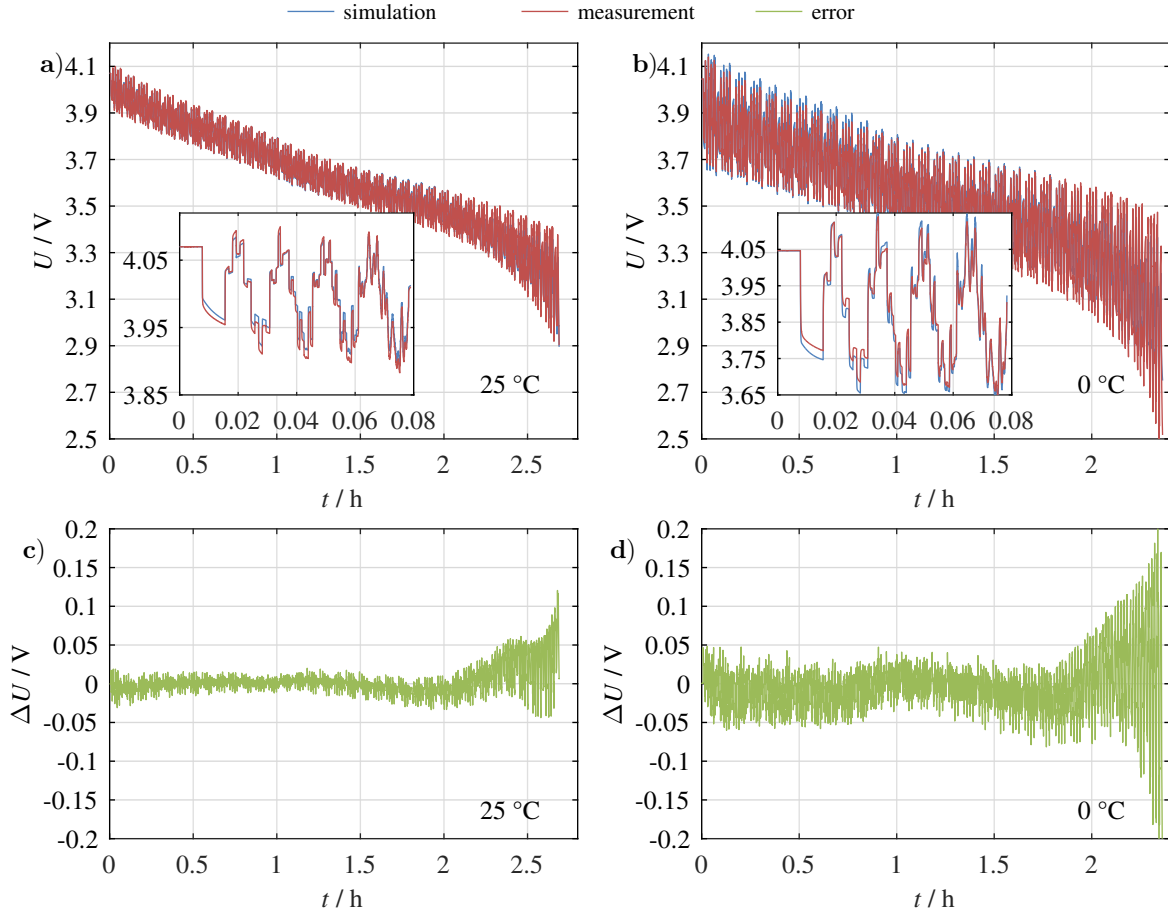 simulation measurement error
a)
4.1
3.9
3.7
3.5
3.3
3.1
2.9
2.7
2.5
U / V
4.05
3.95
3.85
0 0.02 0.04 0.06 0.08
25 °C
0 0.5 1 1.5 2 2.5
t / h
b)
4.1
3.9
3.7
3.5
3.3
3.1
2.9
2.7
2.5
U / V
4.05
3.95
3.85
3.75
3.65
0 0.02 0.04 0.06 0.08
0 °C
0 0.5 1 1.5 2
t / h
c)
0.2
0.15
0.1
0.05
0
-0.05
-0.1
-0.15
-0.2
ΔU / V
25 °C
0 0.5 1 1.5 2 2.5
t / h
d)
0.2
0.15
0.1
0.05
0
-0.05
-0.1
-0.15
-0.2
ΔU / V
0 °C
0 0.5 1 1.5 2
t / h